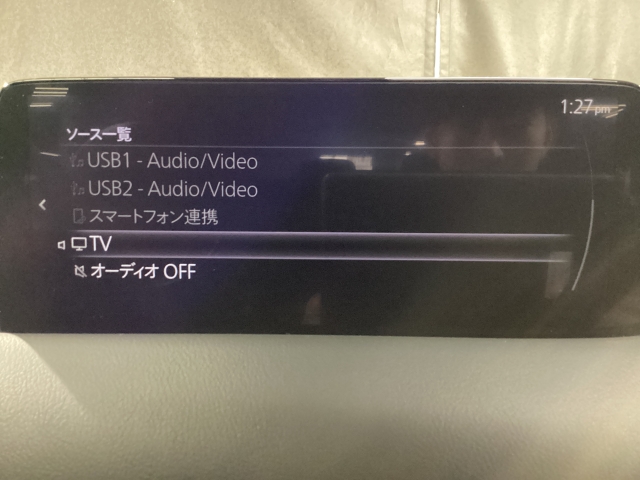 1:27 pm
ソース一覧
USB1 - Audio/Video
USB2 - Audio/Video
スマートフォン連携
TV
オーディオ OFF